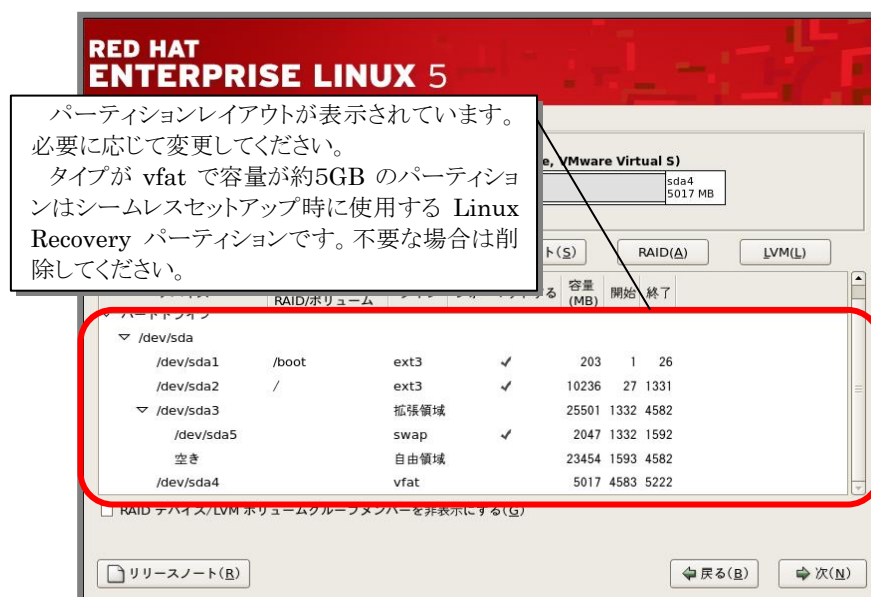 RED HAT
ENTERPRISE LINUX 5
パーティションレイアウトが表示されています。
必要に応じて変更してください。
タイプが vfat で容量が約5GB のパーティショ
ンはシームレスセットアップ時に使用する Linux
Recovery パーティションです。不要な場合は削
除してください。
VMware Virtual S)
sda4
5017 MB
ト(S) RAID(A) LVM(L)
RAID/ボリューム 容量(MB) 開始 終了
ハードドライブ
/dev/sda
/dev/sda1 /boot ext3 ✓ 203 1 26
/dev/sda2 / ext3 ✓ 10236 27 1331
/dev/sda3 拡張領域 25501 1332 4582
/dev/sda5 swap ✓ 2047 1332 1592
空き 自由領域 23454 1593 4582
/dev/sda4 vfat 5017 4583 5222
RAID デバイス/LVM ボリュームグループメンバーを非表示にする(G)
リリースノート(R) 戻る(B) 次(N)